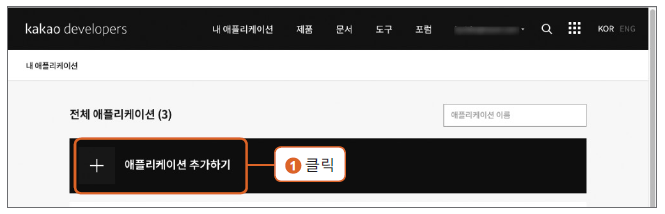 kakao developers 내 애플리케이션 제품 문서 도구 포럼 KOR ENG
내 애플리케이션
전체 애플리케이션 (3) 애플리케이션 이름
애플리케이션 추가하기 1 클릭